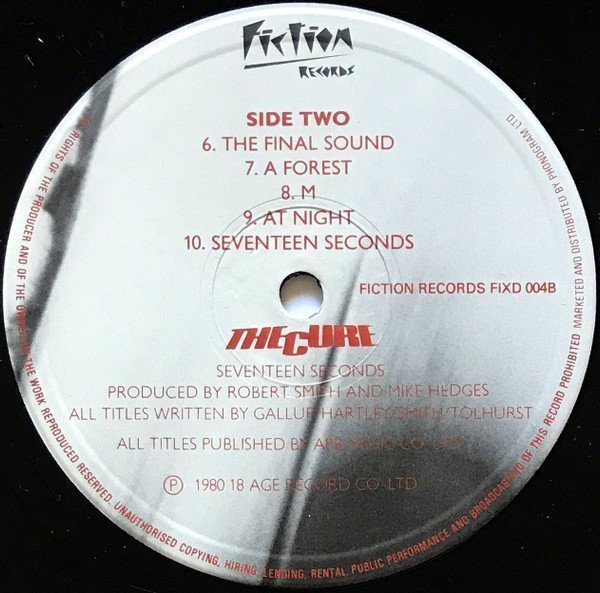 Fiction
RECORDS
SIDE TWO
6. THE FINAL SOUND
7. A FOREST
8. M
9. AT NIGHT
10. SEVENTEEN SECONDS
FICTION RECORDS FIXD 004B
THE CURE
SEVENTEEN SECONDS
PRODUCED BY ROBERT SMITH AND MIKE HEDGES
ALL TITLES WRITTEN BY GALLUP/HARTLEY/SMITH/TOLHURST
ALL TITLES PUBLISHED BY APB MUSIC CO. LTD.
Ⓟ 1980 18 AGE RECORD CO. LTD.
ALL RIGHTS OF THE PRODUCER AND OF THE OWNER OF THE WORK REPRODUCED RESERVED. UNAUTHORISED COPYING, HIRING, LENDING, RENTAL, PUBLIC PERFORMANCE AND BROADCASTING OF THIS RECORD PROHIBITED MARKETED AND DISTRIBUTED BY PHONOGRAM LTD